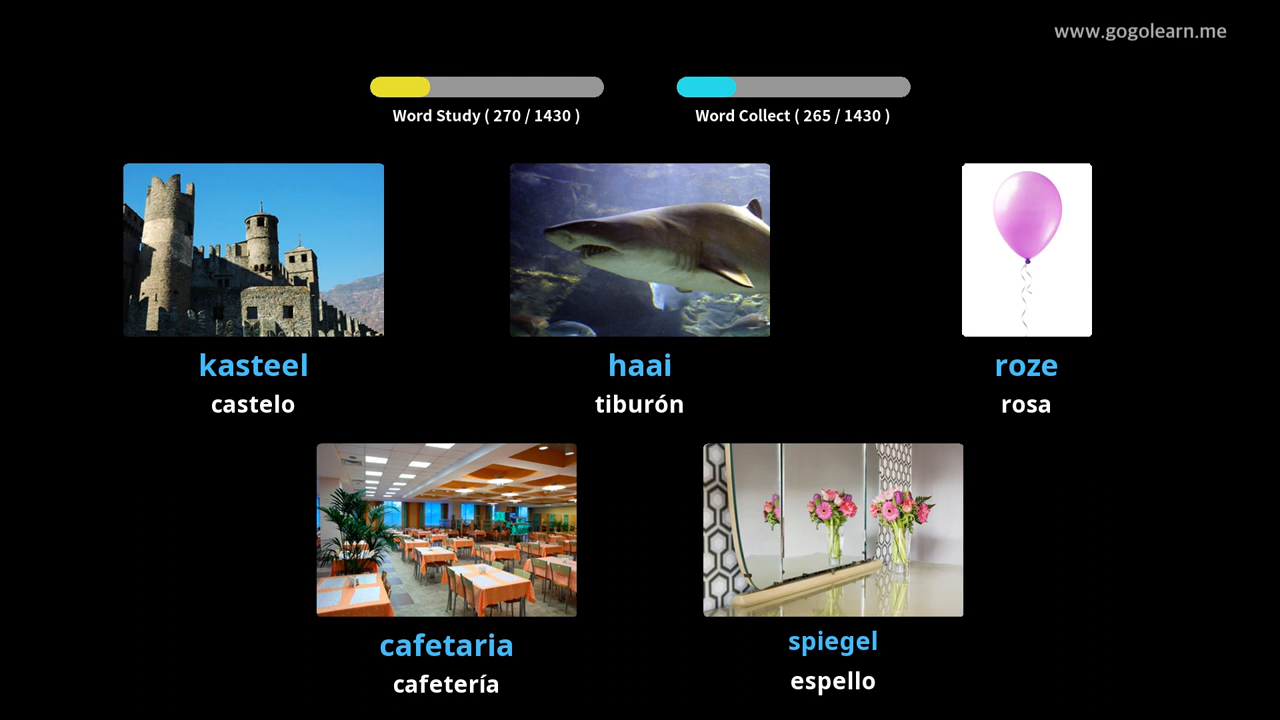 www.gogolearn.me
Word Study ( 270 / 1430 )
Word Collect ( 265 / 1430 )
kasteel
castelo
haai
tiburón
roze
rosa
cafetaria
cafetería
spiegel
espello